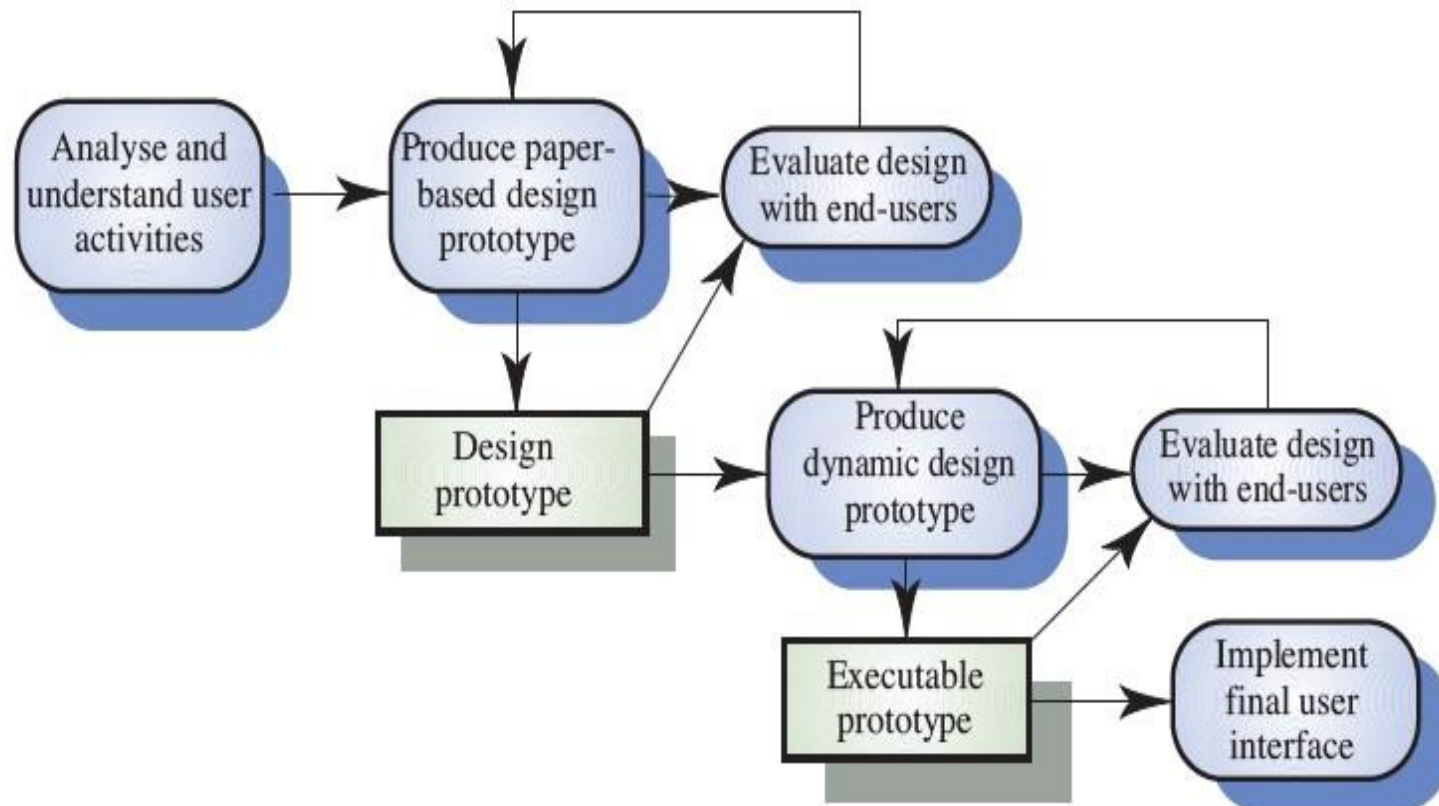 Analyse and
understand user
activities
Produce paper-
based design
prototype
Evaluate design
with end-users
Design
prototype
Produce
dynamic design
prototype
Evaluate design
with end-users
Executable
prototype
Implement
final user
interface